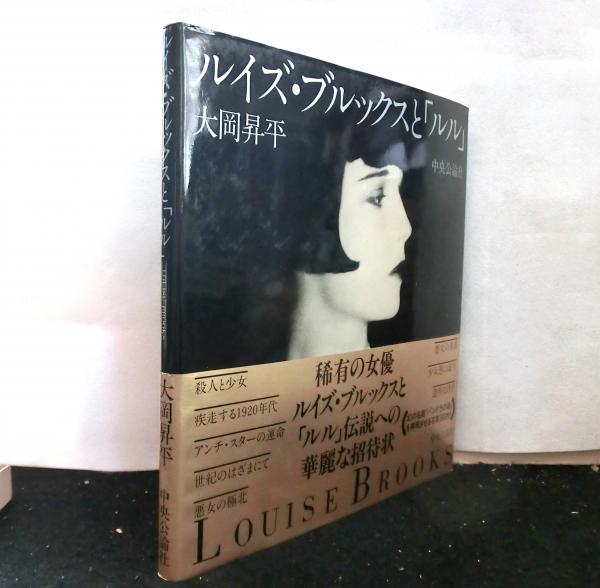 ルイズ・ブルックスと「ルル」
大岡昇平
中央公論社
ルイズ・ブルックスと「ルル」
大岡昇平
中央公論社
殺人と少女
疾走する1920年代
アンチ・スターの運命
世紀のはざまにて
悪女の極北
稀有の女優
ルイズ・ブルックスと
「ルル」伝説への
華麗な招待状
LOUISE BROOKS